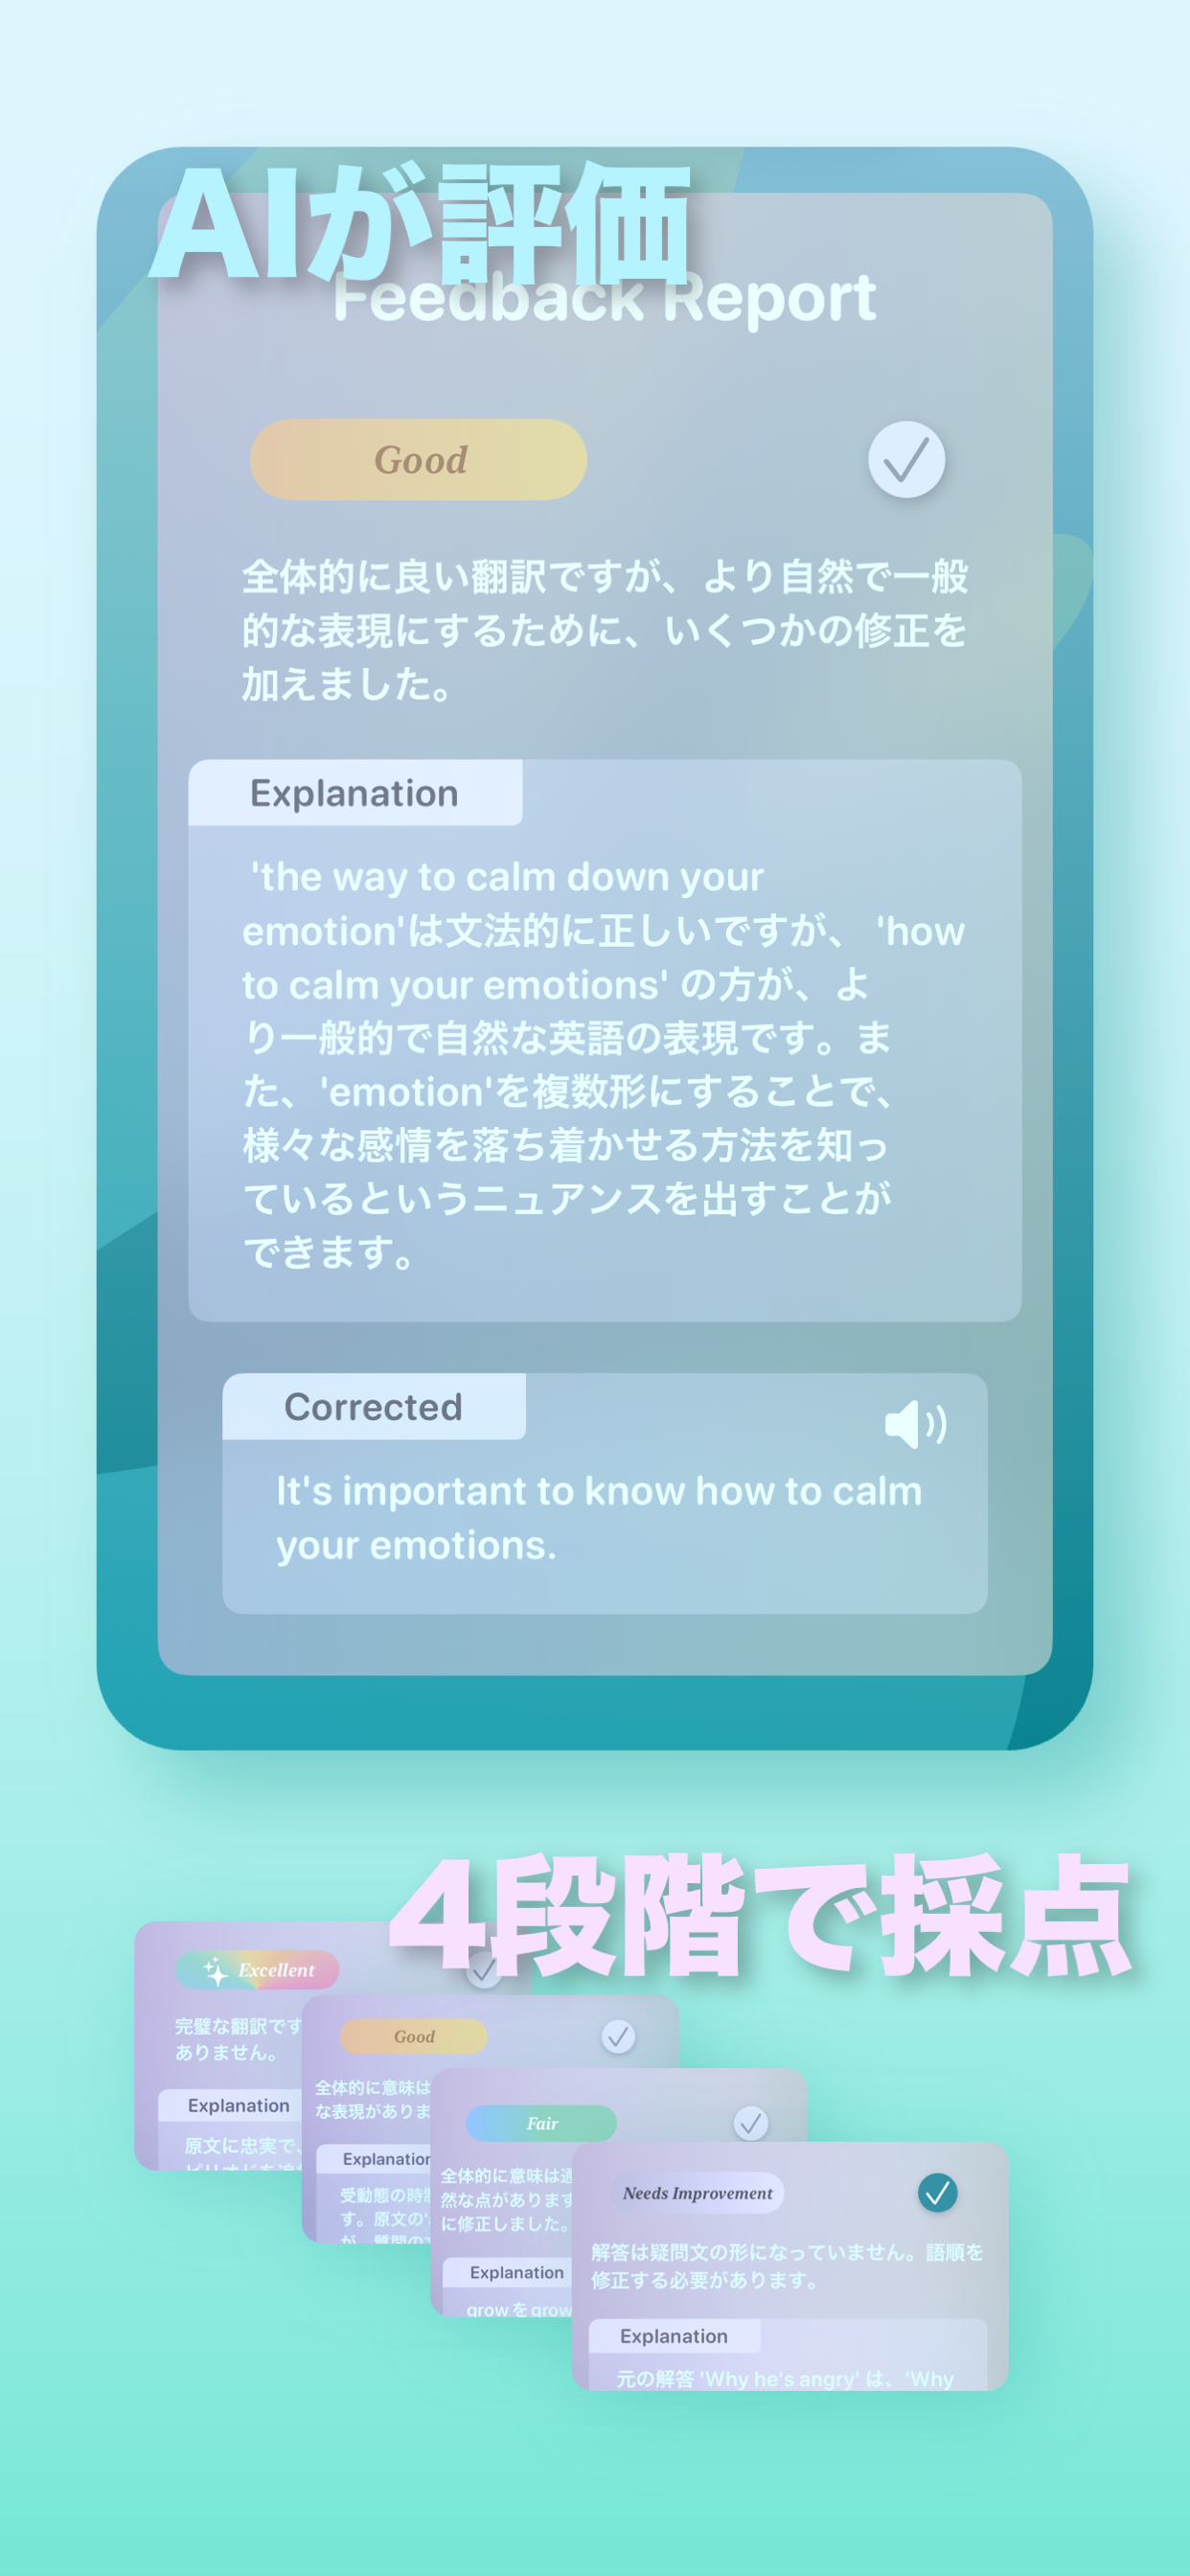 AIが評価
Feedback Report
Good
全体的に良い翻訳ですが、より自然で一般
的な表現にするために、いくつかの修正を
加えました。
Explanation
'the way to calm down your
emotion'は文法的に正しいですが、 'how
to calm your emotions' の方が、よ
り一般的で自然な英語の表現です。ま
た、'emotion'を複数形にすることで、
様々な感情を落ち着かせる方法を知っ
ているというニュアンスを出すことが
できます。
Corrected
It's important to know how to calm
your emotions.
4段階で採点
Excellent
完璧な翻訳です
ありません。
Explanation
原文に忠実で、
Good
全体的に意味は
な表現がありま
Explanation
受動態の時
す。原文の'
Fair
全体的に意味は
然な点があります
に修正しました。
Explanation
grow を grow
Needs Improvement
解答は疑問文の形になっていません。語順を
修正する必要があります。
Explanation
元の解答 'Why he's angry' は、'Why